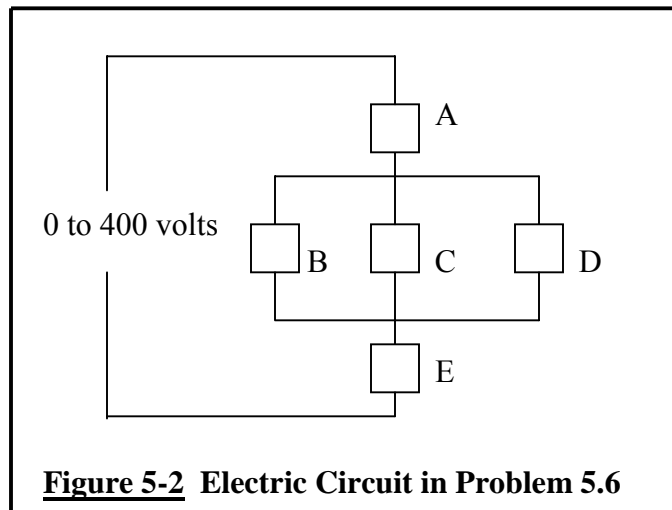 A
0 to 400 volts
B C D
E
Figure 5-2 Electric Circuit in Problem 5.6